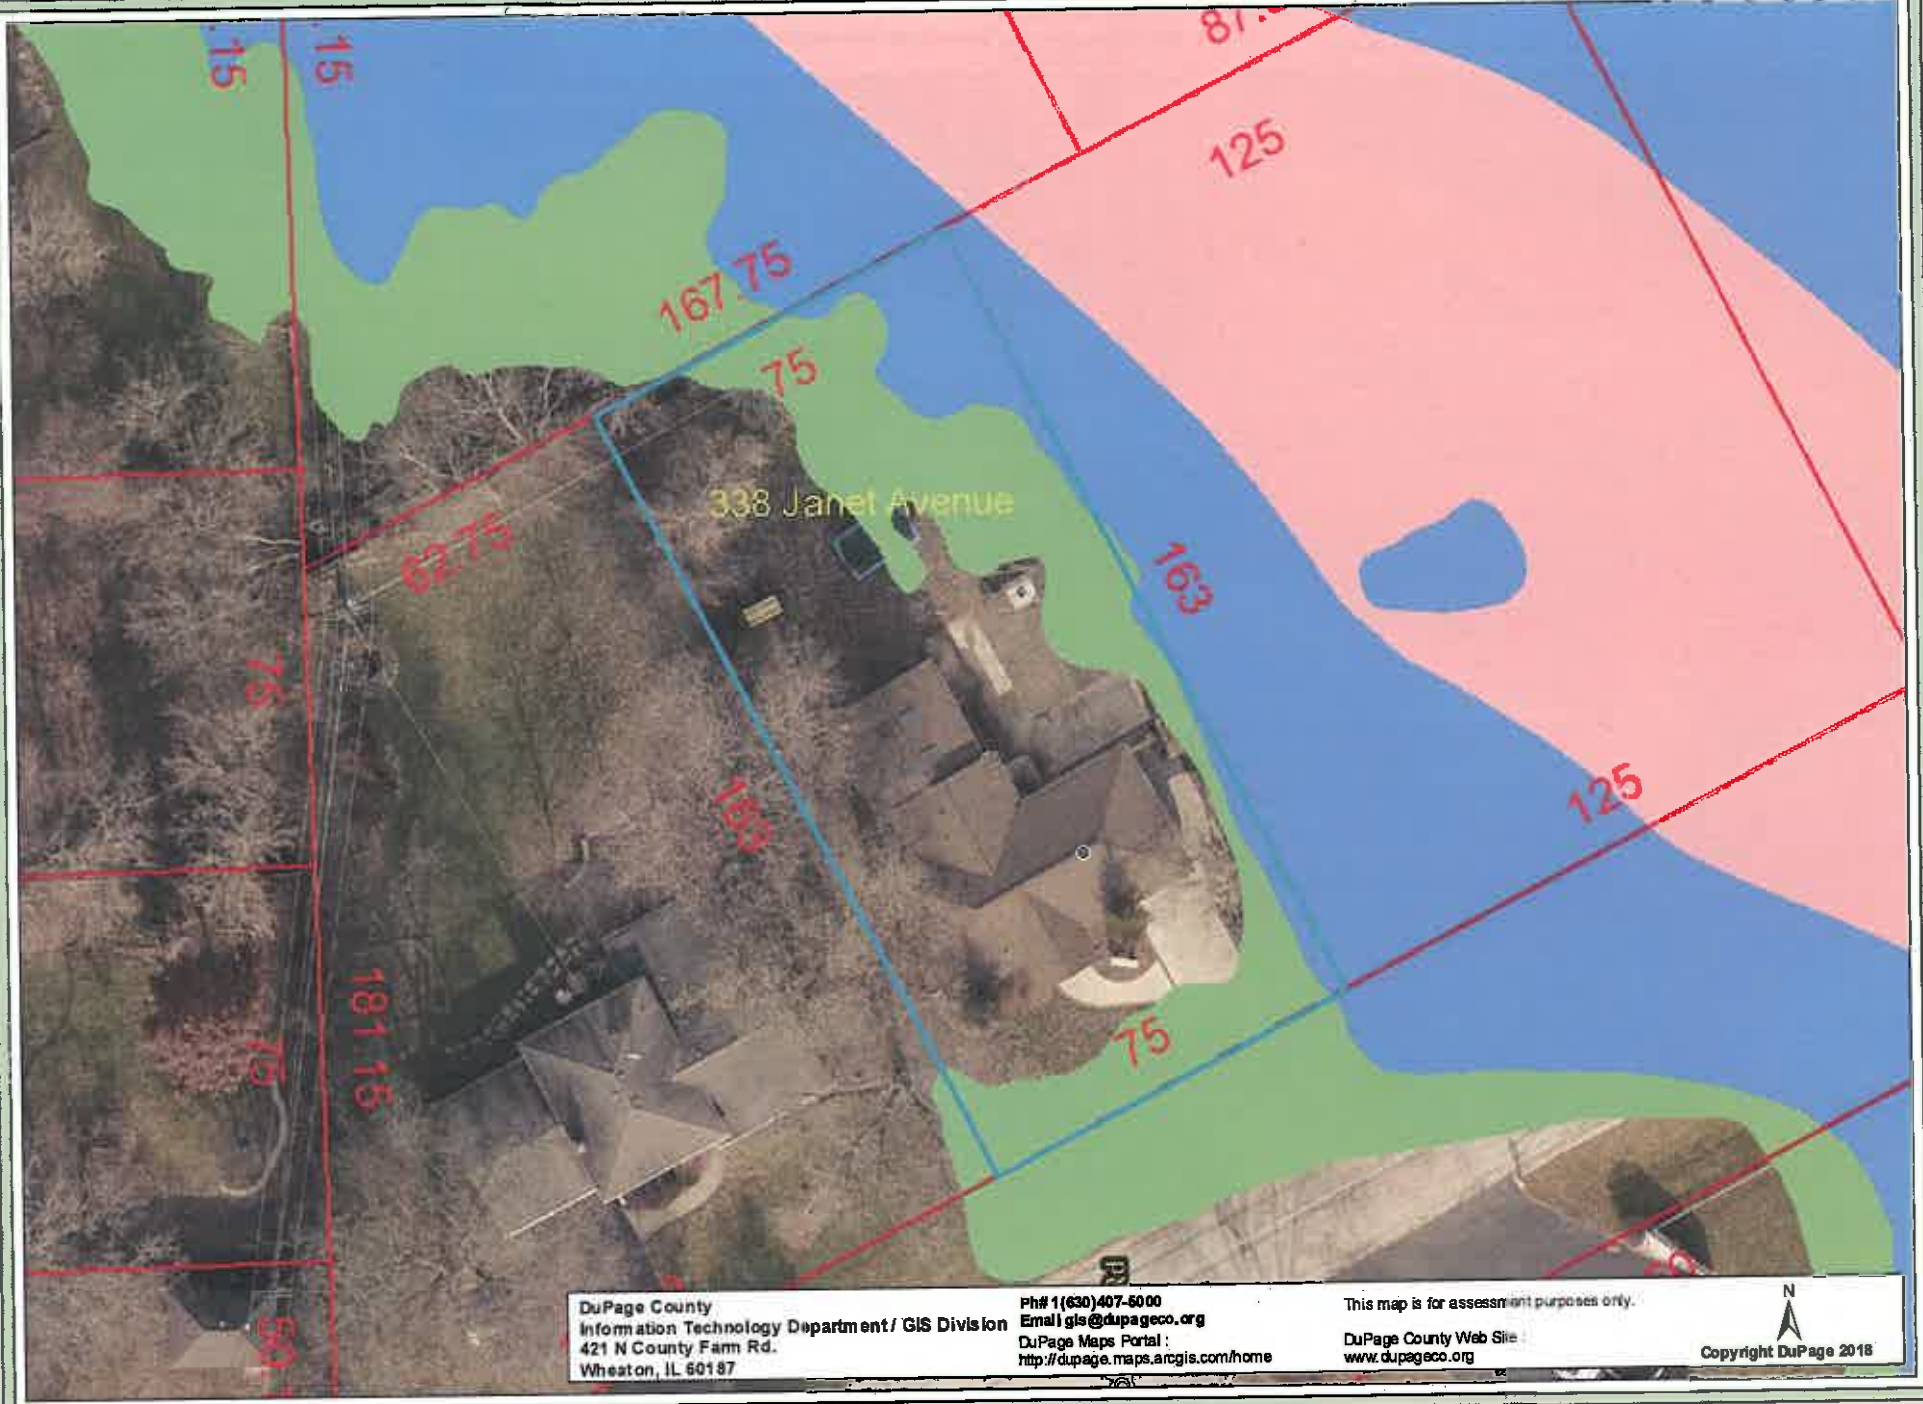 .15
15
87.
125
167.75
75
338 Janet Avenue
62.75
163
75
163
125
181.15
75
75
50
DuPage County
Information Technology Department / GIS Division
421 N County Farm Rd.
Wheaton, IL 60187
Ph# 1(630)407-5000
Email gis@dupageco.org
DuPage Maps Portal :
http://dupage.maps.arcgis.com/home
This map is for assessment purposes only.
DuPage County Web Site :
www.dupageco.org
N
Copyright DuPage 2018